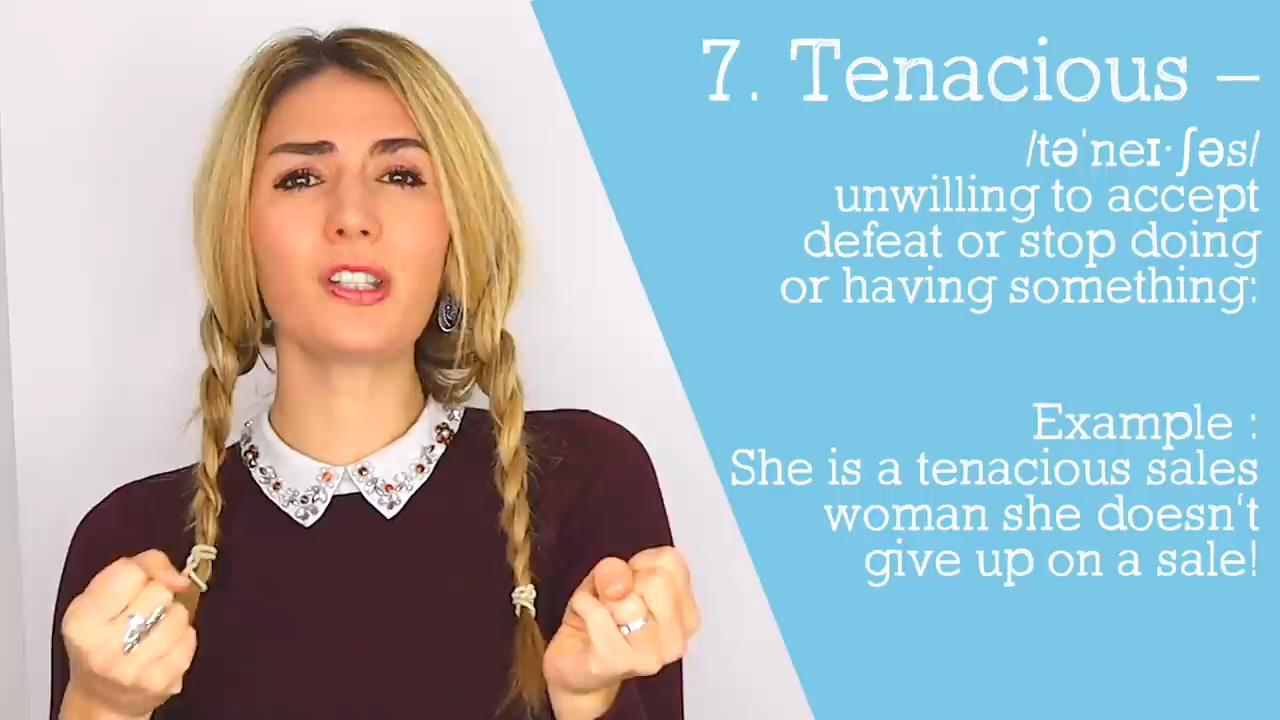 7. Tenacious –
/təˈneɪ·ʃəs/
unwilling to accept
defeat or stop doing
or having something:
Example :
She is a tenacious sales
woman she doesn't
give up on a sale!